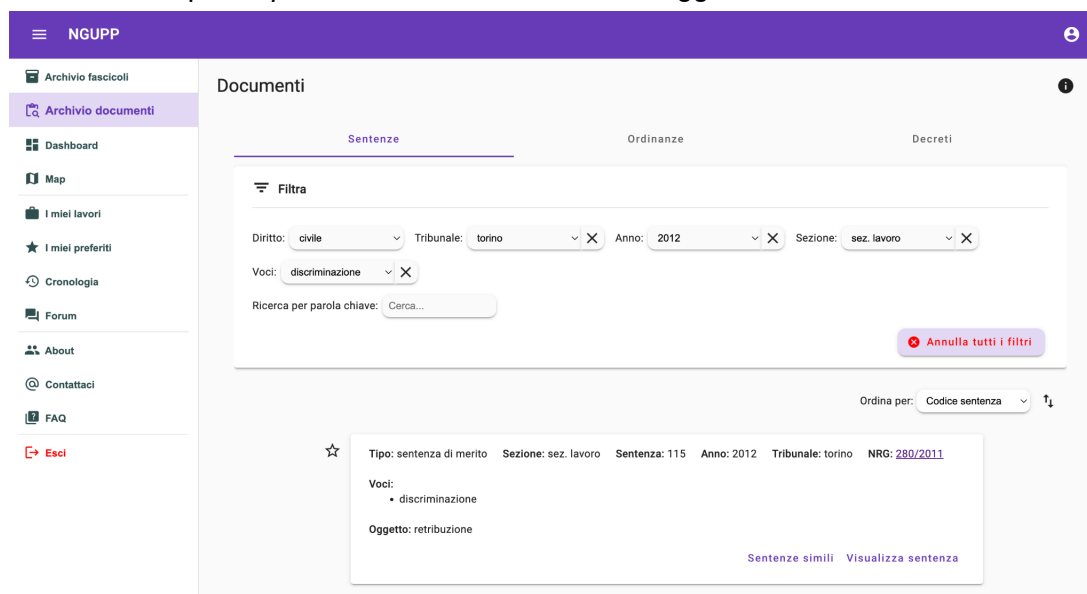 NGUPP
Archivio fascicoli
Archivio documenti
Dashboard
Map
I miei lavori
I miei preferiti
Cronologia
Forum
About
Contattaci
FAQ
Esci
Documenti
Sentenze Ordinanze Decreti
Filtra
Diritto: civile Tribunale: torino Anno: 2012 Sezione: sez. lavoro
Voci: discriminazione
Ricerca per parola chiave: Cerca...
Annulla tutti i filtri
Ordina per: Codice sentenza
Tipo: sentenza di merito Sezione: sez. lavoro Sentenza: 115 Anno: 2012 Tribunale: torino NRG: 280/2011
Voci:
• discriminazione
Oggetto: retribuzione
Sentenze simili Visualizza sentenza